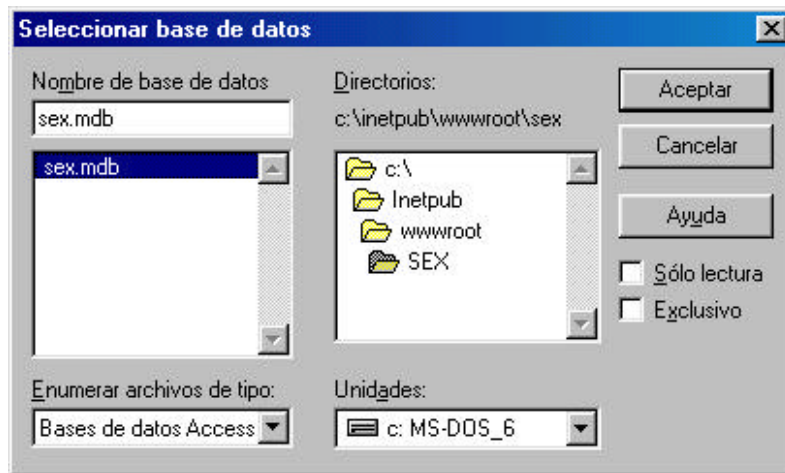 Seleccionar base de datos
Nombre de base de datos
sex.mdb
sex.mdb
Enumerar archivos de tipo:
Bases de datos Access
Directorios:
c:\inetpub\wwwroot\sex
c:\
Inetpub
wwwroot
SEX
Unidades:
c: MS-DOS_6
Aceptar
Cancelar
Ayuda
Sólo lectura
Exclusivo